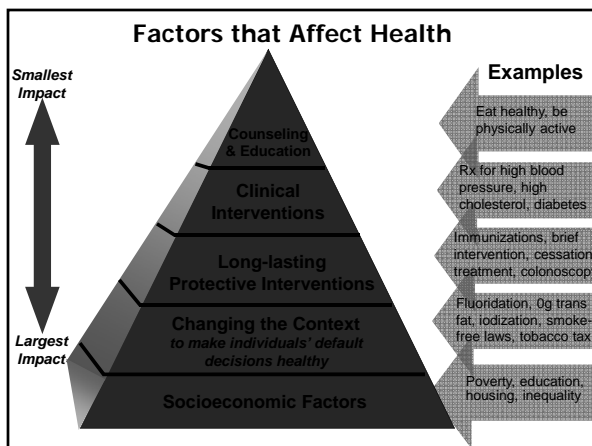 Factors that Affect Health
Smallest
Impact
Largest
Impact
Counseling
& Education
Clinical
Interventions
Long-lasting
Protective Interventions
Changing the Context
to make individuals' default
decisions healthy
Socioeconomic Factors
Examples
Eat healthy, be
physically active
Rx for high blood
pressure, high
cholesterol, diabetes
Immunizations, brief
intervention, cessation
treatment, colonoscopy
Fluoridation, 0g trans
fat, iodization, smoke-
free laws, tobacco tax
Poverty, education,
housing, inequality